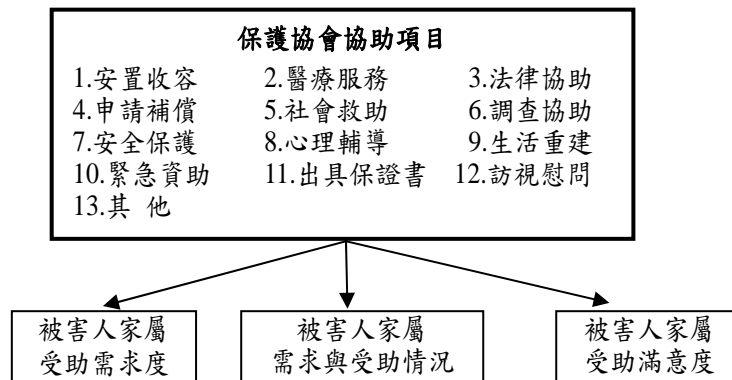 保護協會協助項目
1.安置收容 2.醫療服務 3.法律協助
4.申請補償 5.社會救助 6.調查協助
7.安全保護 8.心理輔導 9.生活重建
10.緊急資助 11.出具保證書 12.訪視慰問
13.其 他
被害人家屬
受助需求度
被害人家屬
需求與受助情況
被害人家屬
受助滿意度